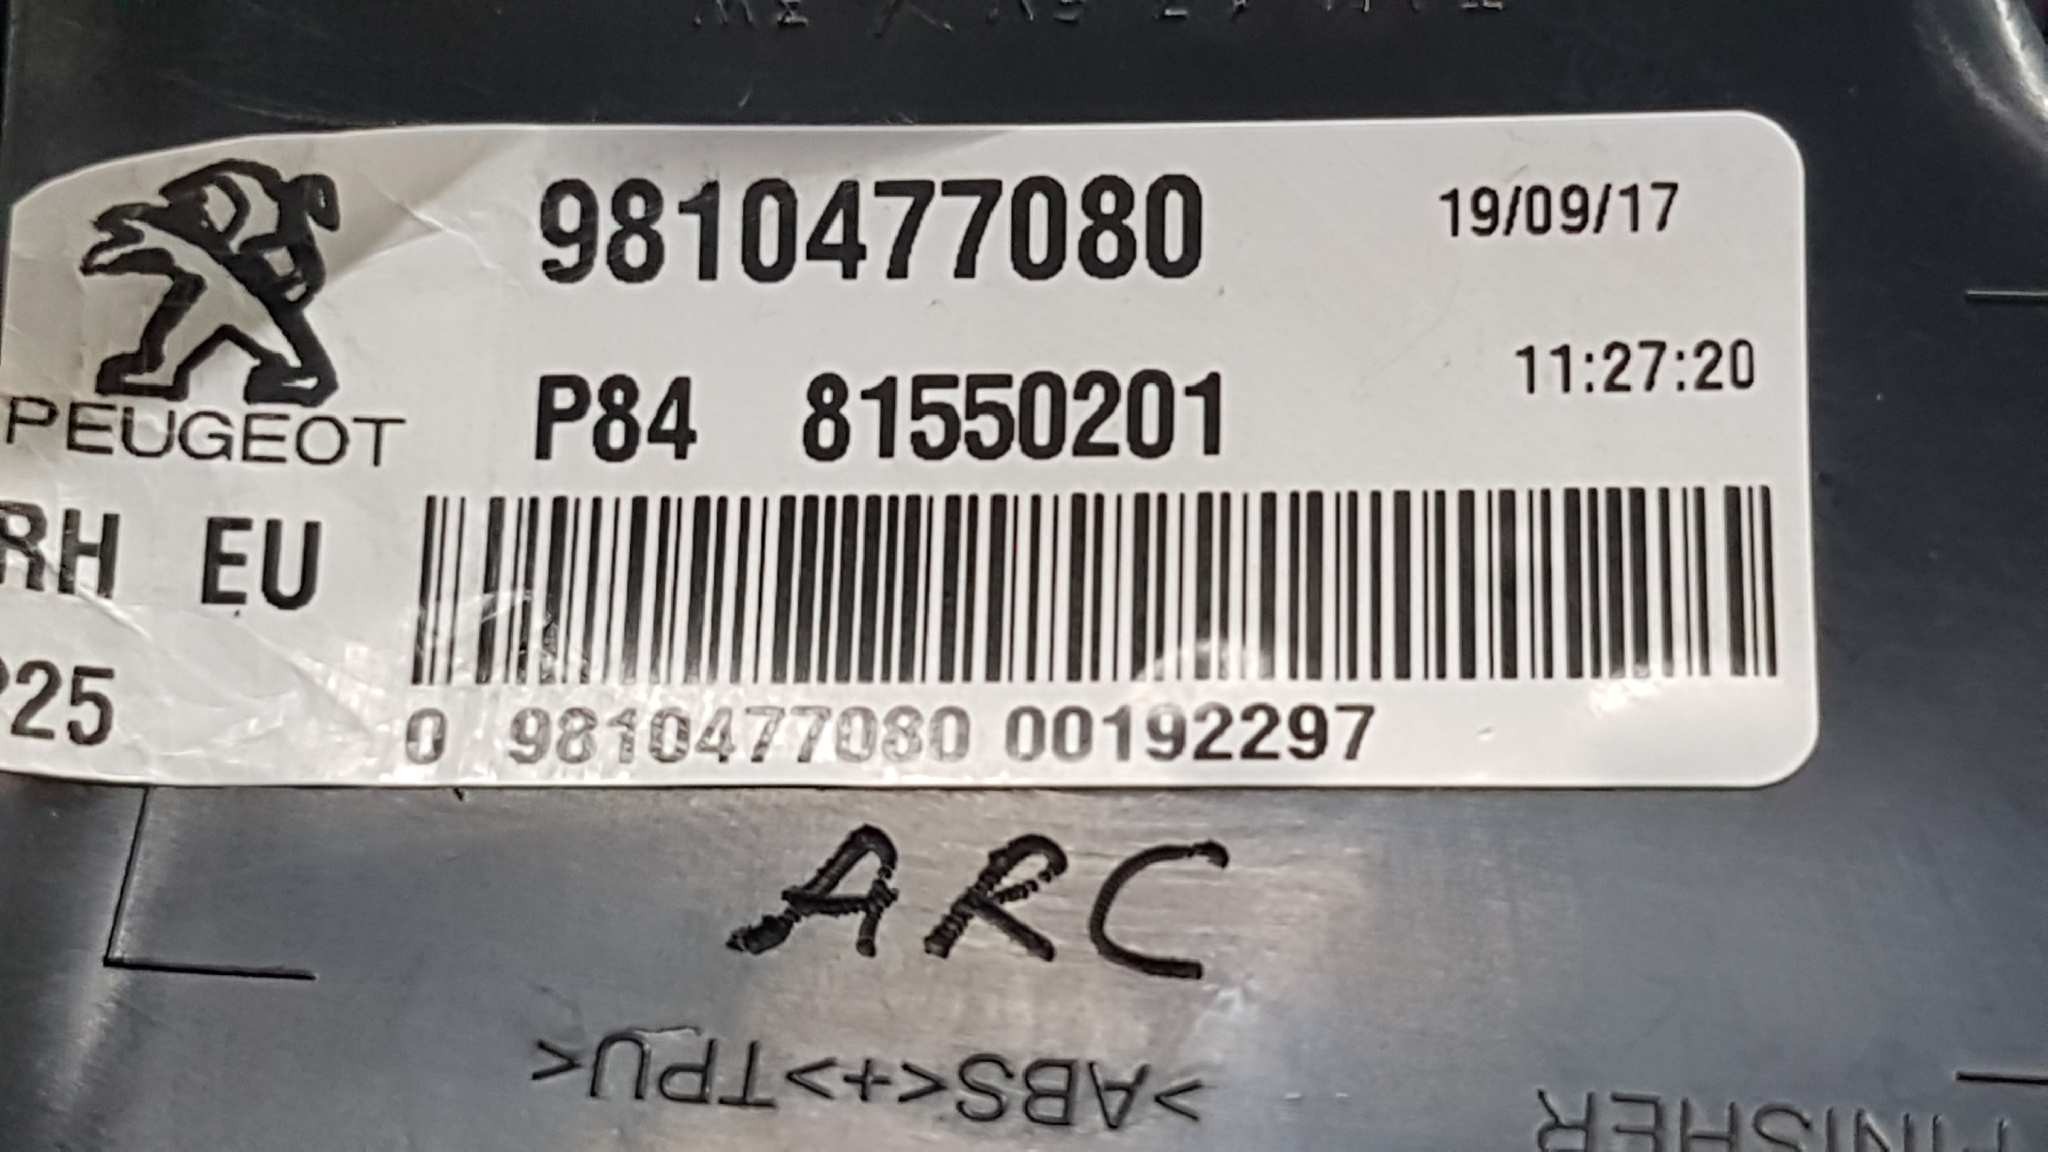 9810477080 19/09/17
PEUGEOT P84 81550201 11:27:20
RH EU
25
0 9810477080 00192297
ARC
>ABS<+>TPU<
FINISHER